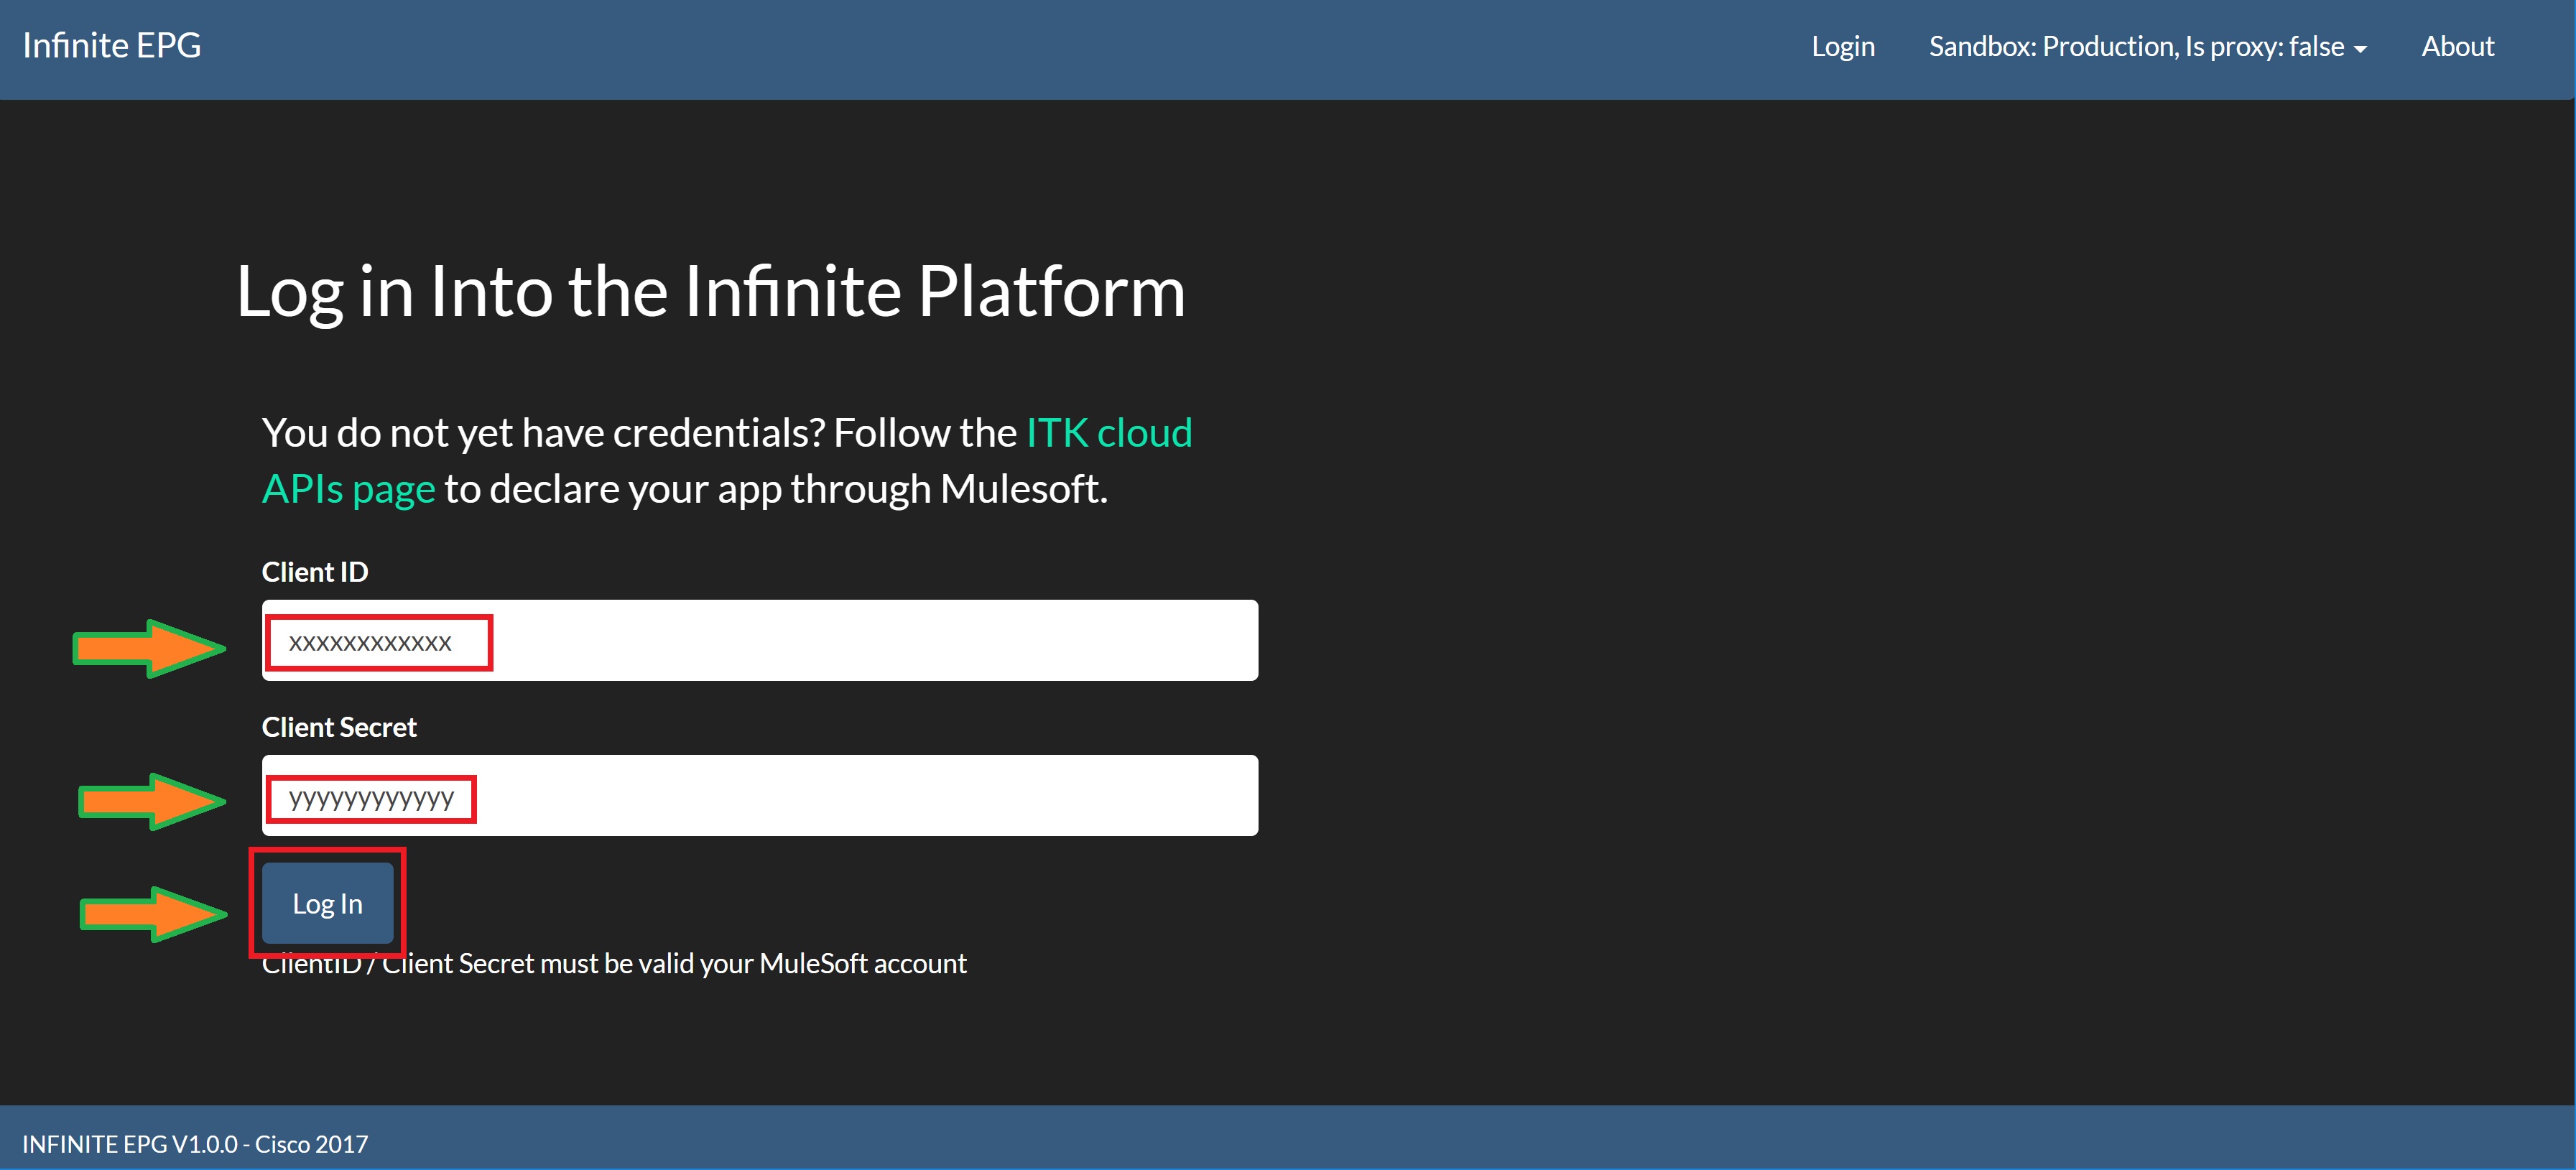 Infinite EPG
Login
Sandbox: Production, Is proxy: false
About
Log in Into the Infinite Platform
You do not yet have credentials? Follow the ITK cloud
APIs page to declare your app through Mulesoft.
Client ID
xxxxxxxxxxxxx
Client Secret
yyyyyyyyyyyyy
Log In
ClientID / Client Secret must be valid your MuleSoft account
INFINITE EPG V1.0.0 - Cisco 2017